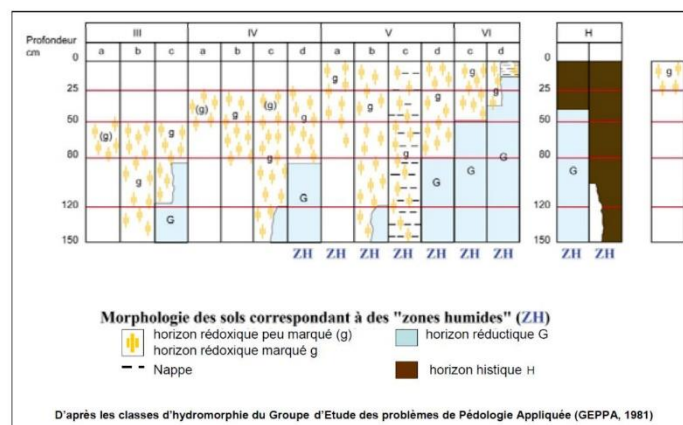 Profondeur
cm
III IV V VI H
a b c a b c d a b c d c d
0 0
25 25
50 50
80 80
120 120
150 150
(g) g g G
(g) g (g) g g G
g g g g G
g G g G
G
g
ZH ZH ZH ZH ZH ZH ZH ZH
Morphologie des sols correspondant à des "zones humides" (ZH)
horizon rédoxique peu marqué (g)
horizon rédoxique marqué g
Nappe
horizon réductique G
horizon histique H
D'après les classes d'hydromorphie du Groupe d'Etude des problèmes de Pédologie Appliquée (GEPPA, 1981)